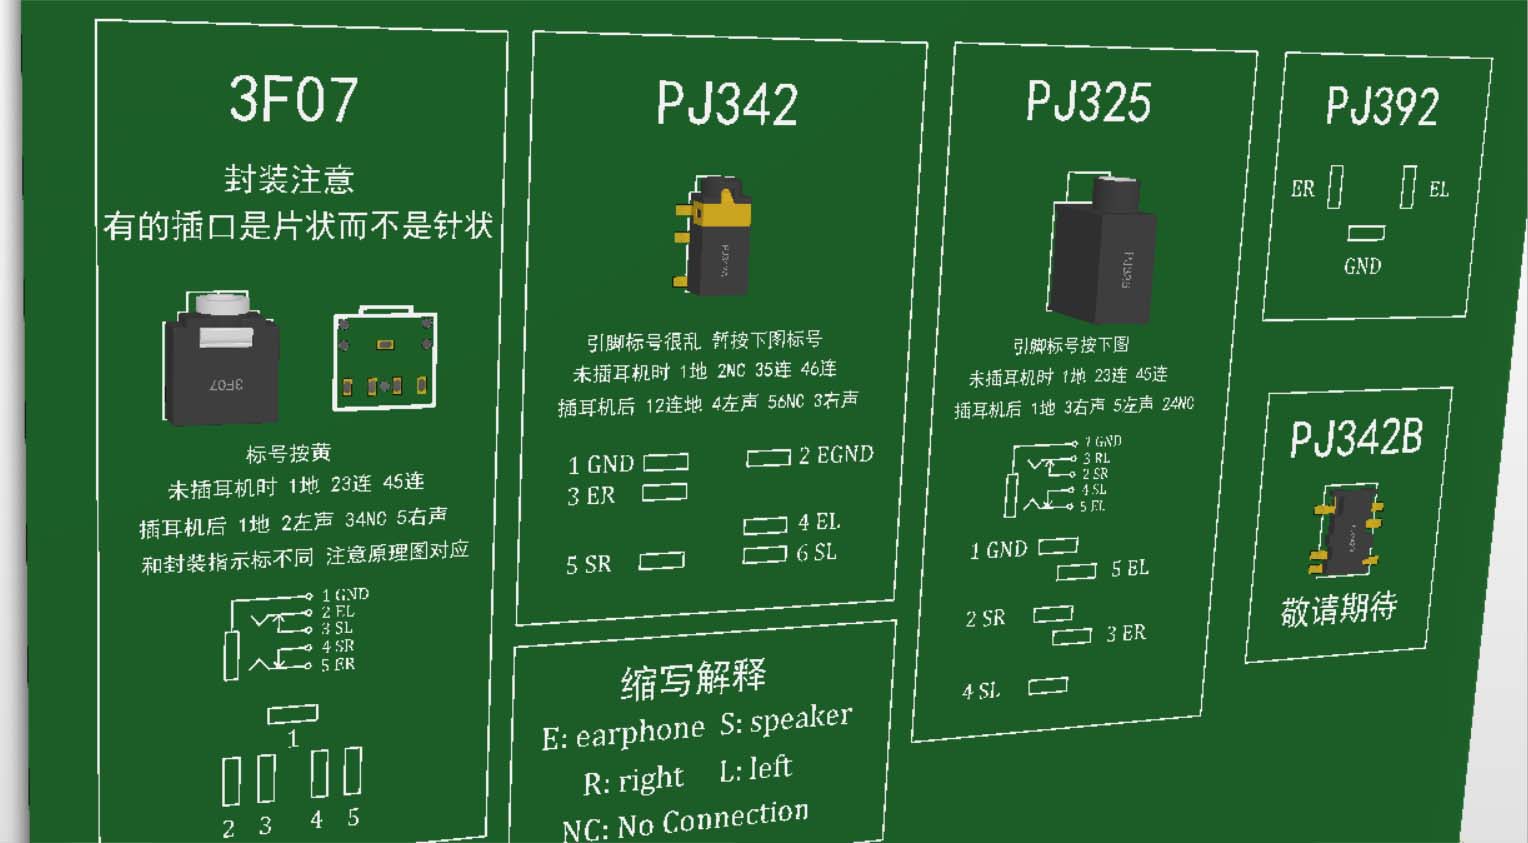 3F07
封装注意
有的插口是片状而不是针状
3F07
标号按黄
未插耳机时 1地 23连 45连
插耳机后 1地 2左声 34NC 5右声
和封装指示标不同 注意原理图对应
1 GND
2 EL
3 SL
4 SR
5 ER
1
2 3 4 5
PJ342
引脚标号很乱 暂按下图标号
未插耳机时 1地 2NC 35连 46连
插耳机后 12连地 4左声 56NC 3右声
1 GND
2 EGND
3 ER
4 EL
5 SR
6 SL
缩写解释
E: earphone S: speaker
R: right L: left
NC: No Connection
PJ325
PJ325
引脚标号按下图
未插耳机时 1地 23连 45连
插耳机后 1地 3右声 5左声 24NC
1 GND
3 RL
2 SR
4 SL
5 EL
1 GND
5 EL
2 SR
3 ER
4 SL
PJ392
ER
EL
GND
PJ342B
敬请期待